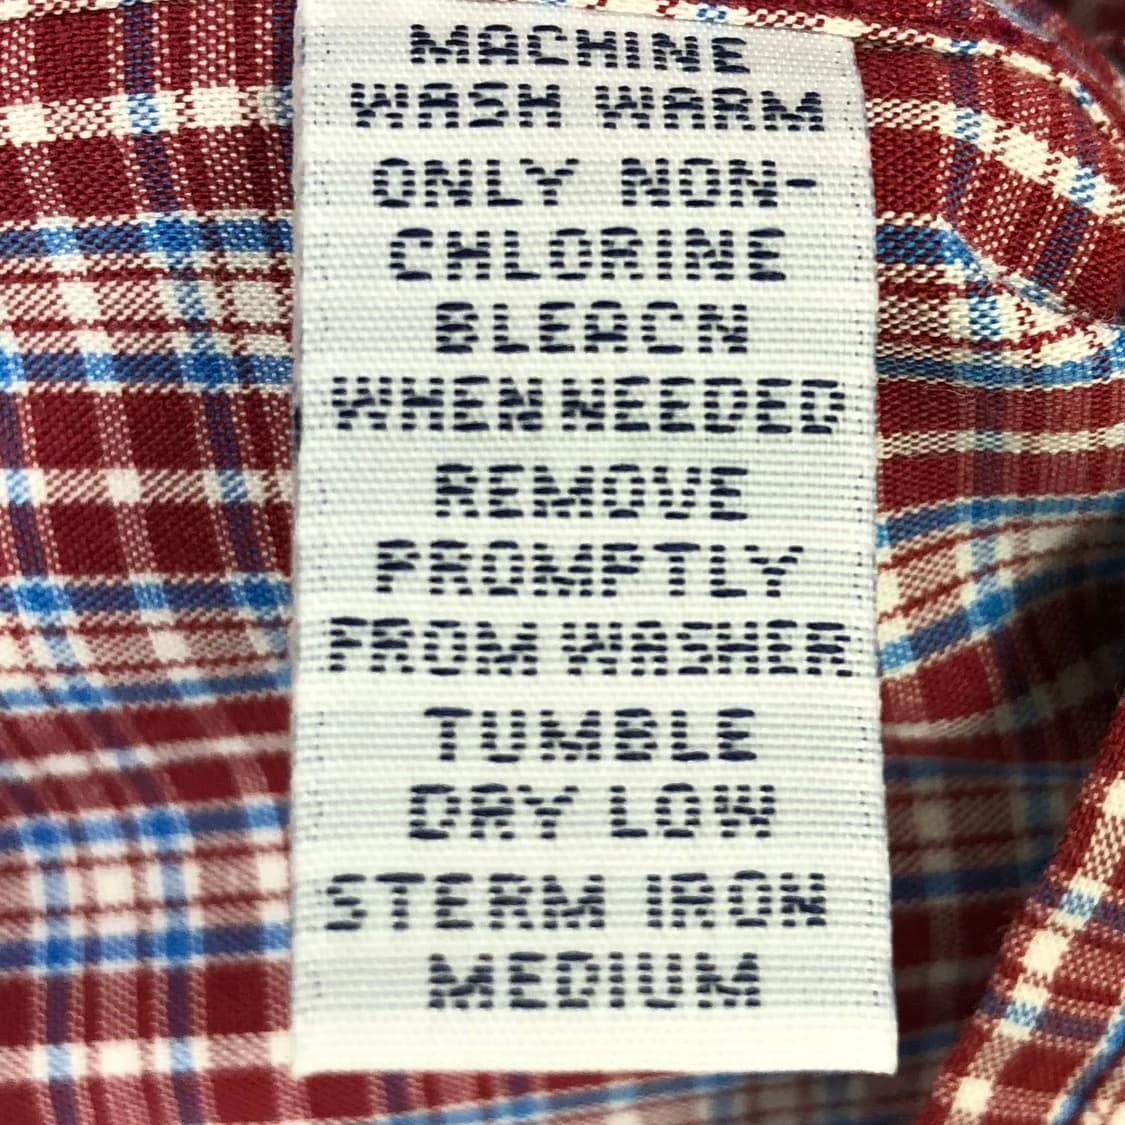 MACHINE
WASH WARM
ONLY NON-
CHLORINE
BLEACN
WHEN NEEDED
REMOVE
PROMPTLY
FROM WASHER
TUMBLE
DRY LOW
STERM IRON
MEDIUM